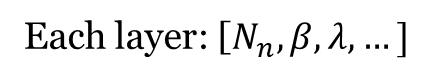 Each layer: [Nₙ, β, λ, … ]